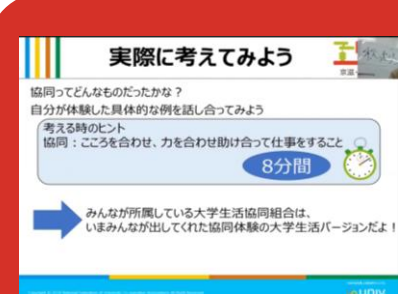 実際に考えてみよう
協同ってどんなものだったかな？
自分が体験した具体的な例を話し合ってみよう
考える時のヒント
協同：こころを合わせ、力を合わせ助け合って仕事をすること
8分間
みんなが所属している大学生活協同組合は、
いまみんなが出してくれた協同体験の大学生活バージョンだよ！
UNIV